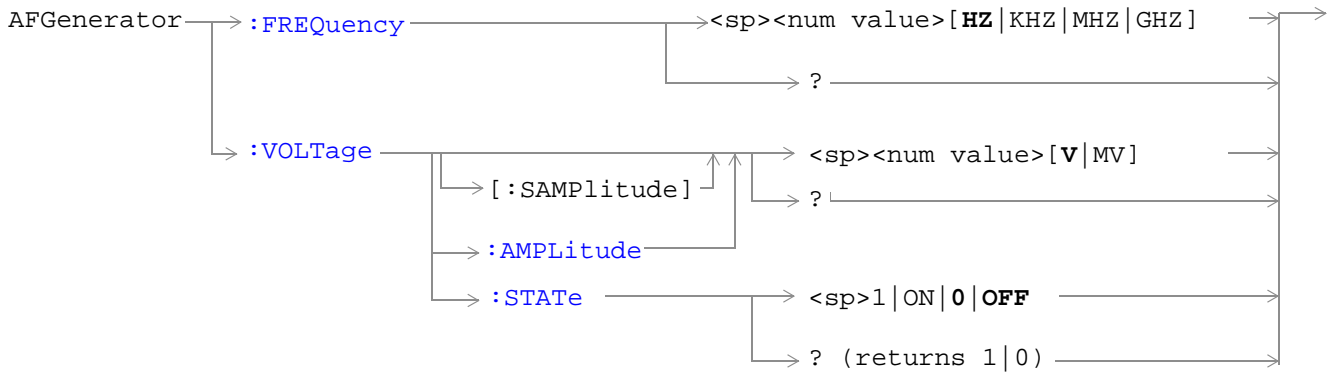 AFGenerator :FREQuency <sp><num value>[HZ|KHZ|MHZ|GHZ]
?
:VOLTage <sp><num value>[V|MV]
[:SAMPlitude] ?
:AMPLitude
:STATe <sp>1|ON|0|OFF
? (returns 1|0)